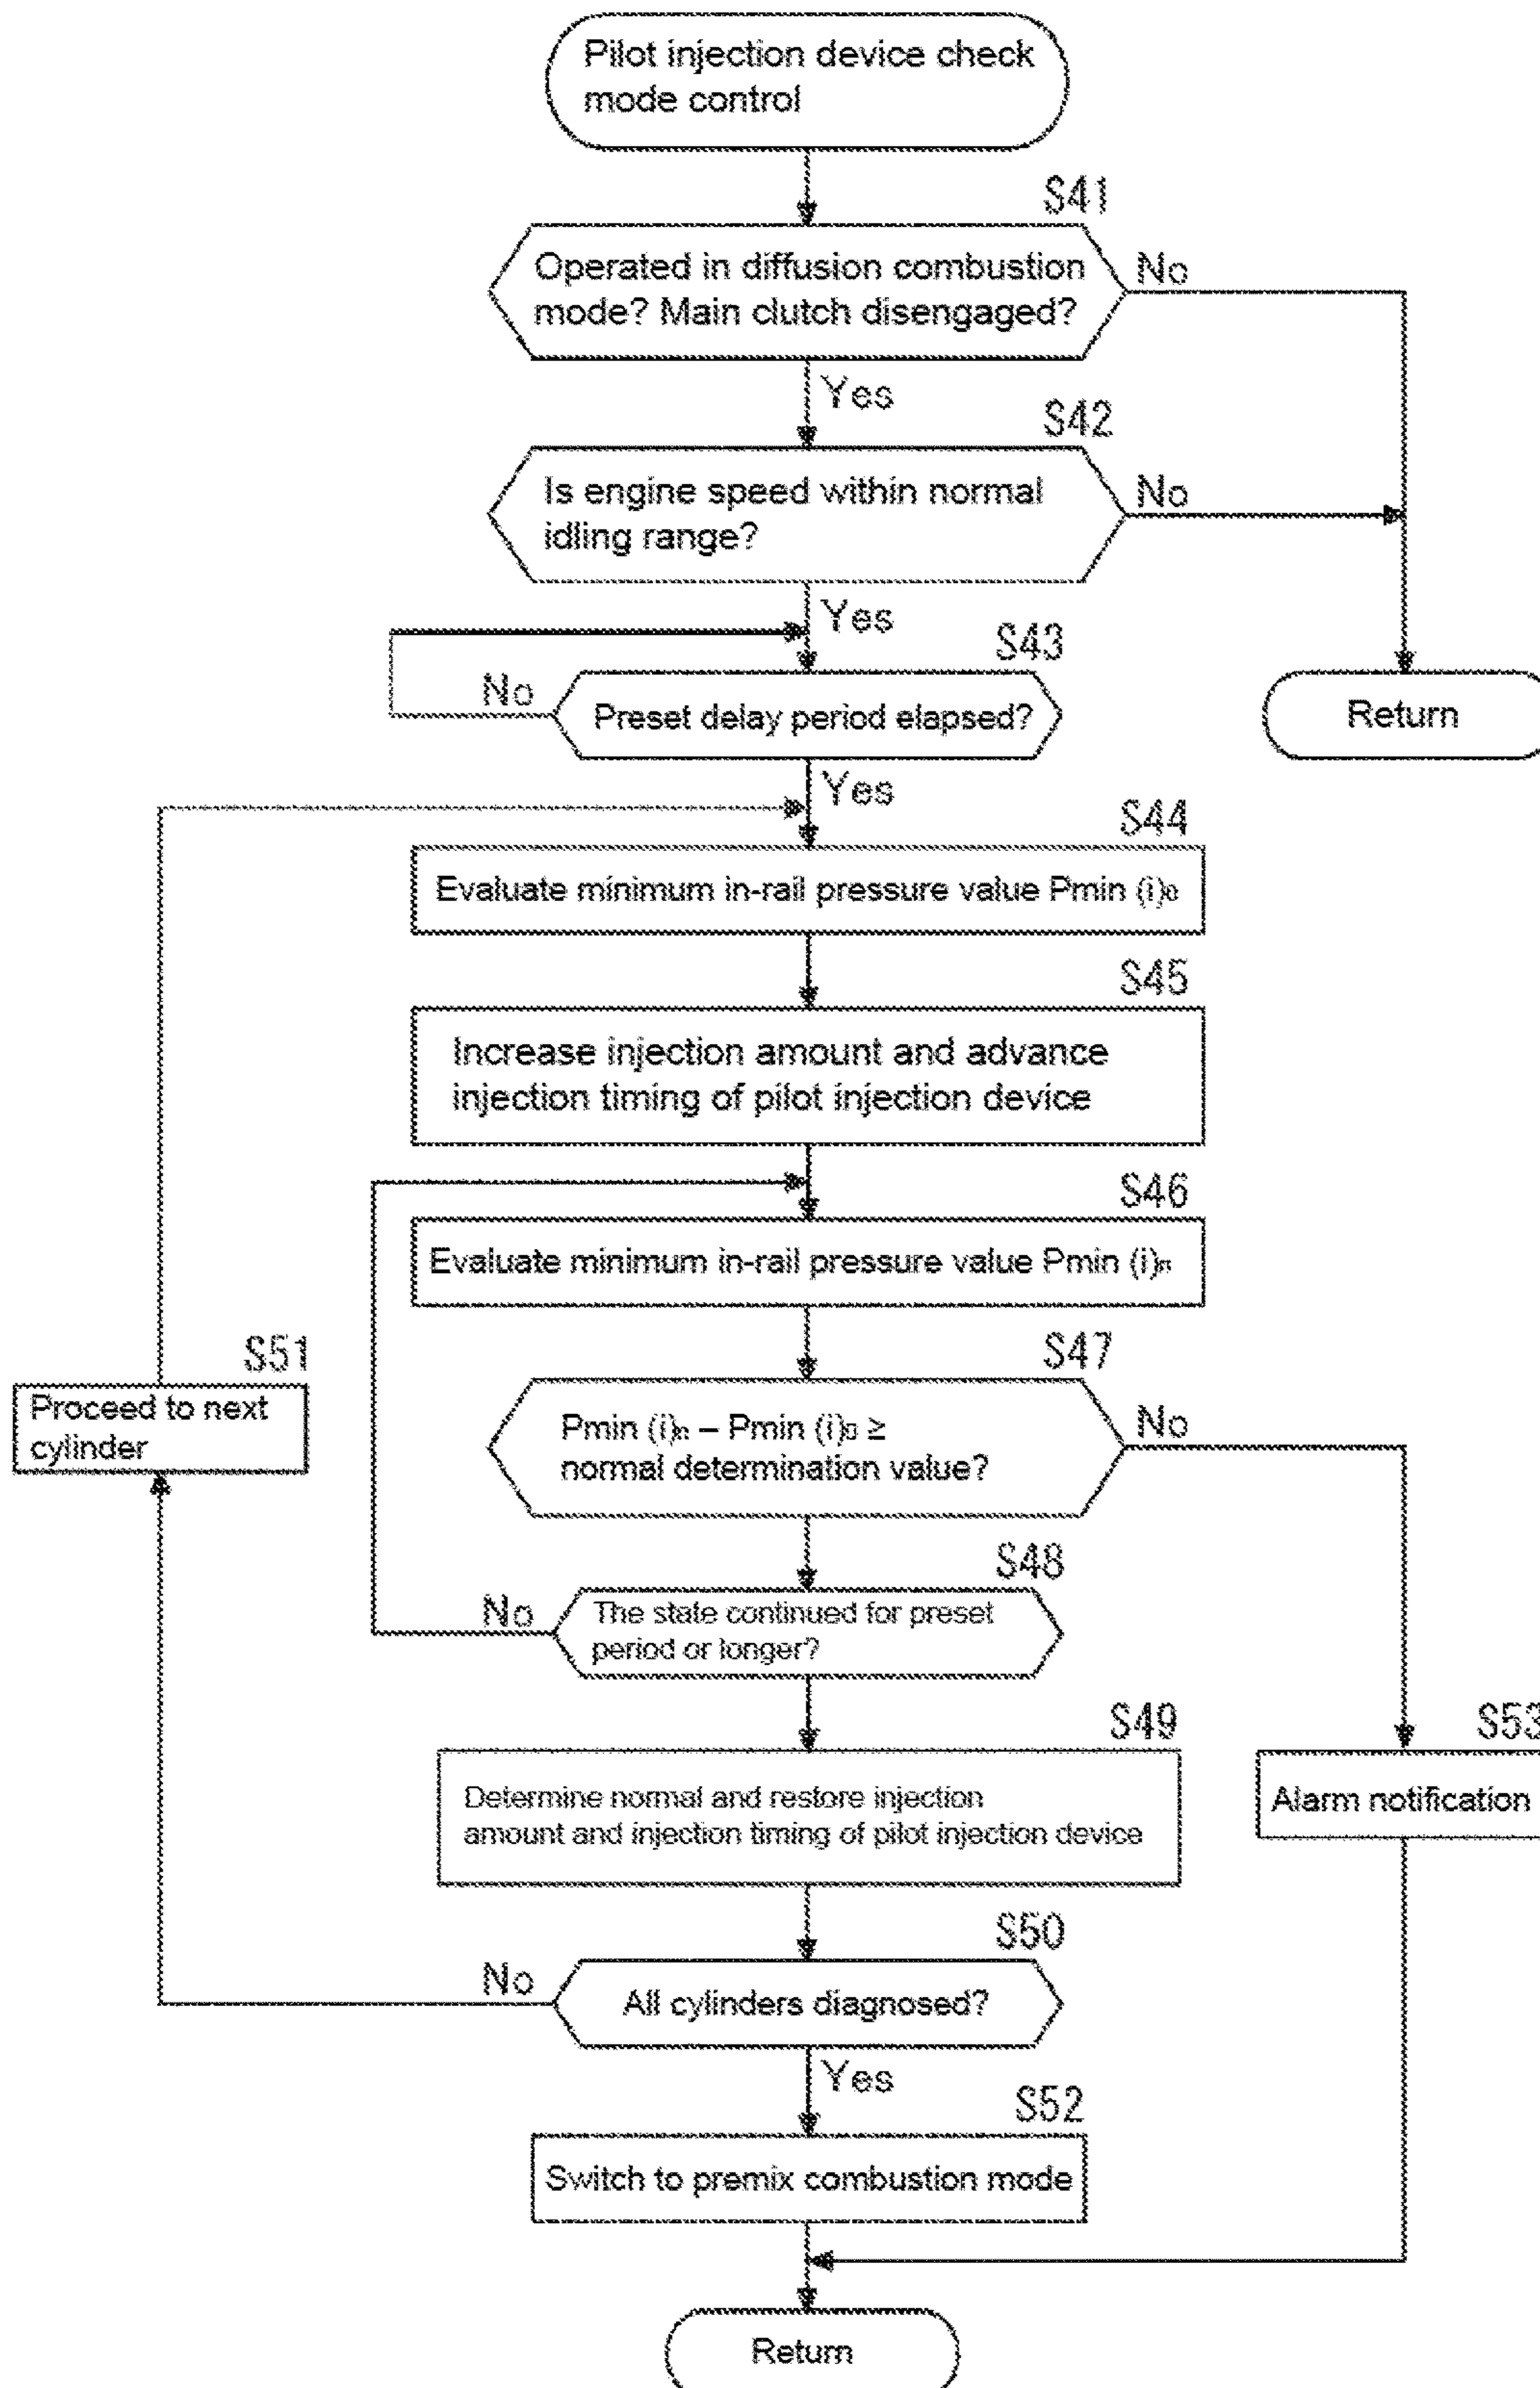 Pilot injection device check
mode control
S41
Operated in diffusion combustion
mode? Main clutch disengaged?
No
Yes
S42
Is engine speed within normal
idling range?
No
Yes
S43
No
Preset delay period elapsed?
Return
Yes
S44
Evaluate minimum in-rail pressure value Pmin (i)0
S45
Increase injection amount and advance
injection timing of pilot injection device
S46
Evaluate minimum in-rail pressure value Pmin (i)n
S51
Proceed to next
cylinder
S47
Pmin (i)n – Pmin (i)0 ≥
normal determination value?
No
S48
No
The state continued for preset
period or longer?
S49
Determine normal and restore injection
amount and injection timing of pilot injection device
S53
Alarm notification
S50
No
All cylinders diagnosed?
Yes
S52
Switch to premix combustion mode
Return